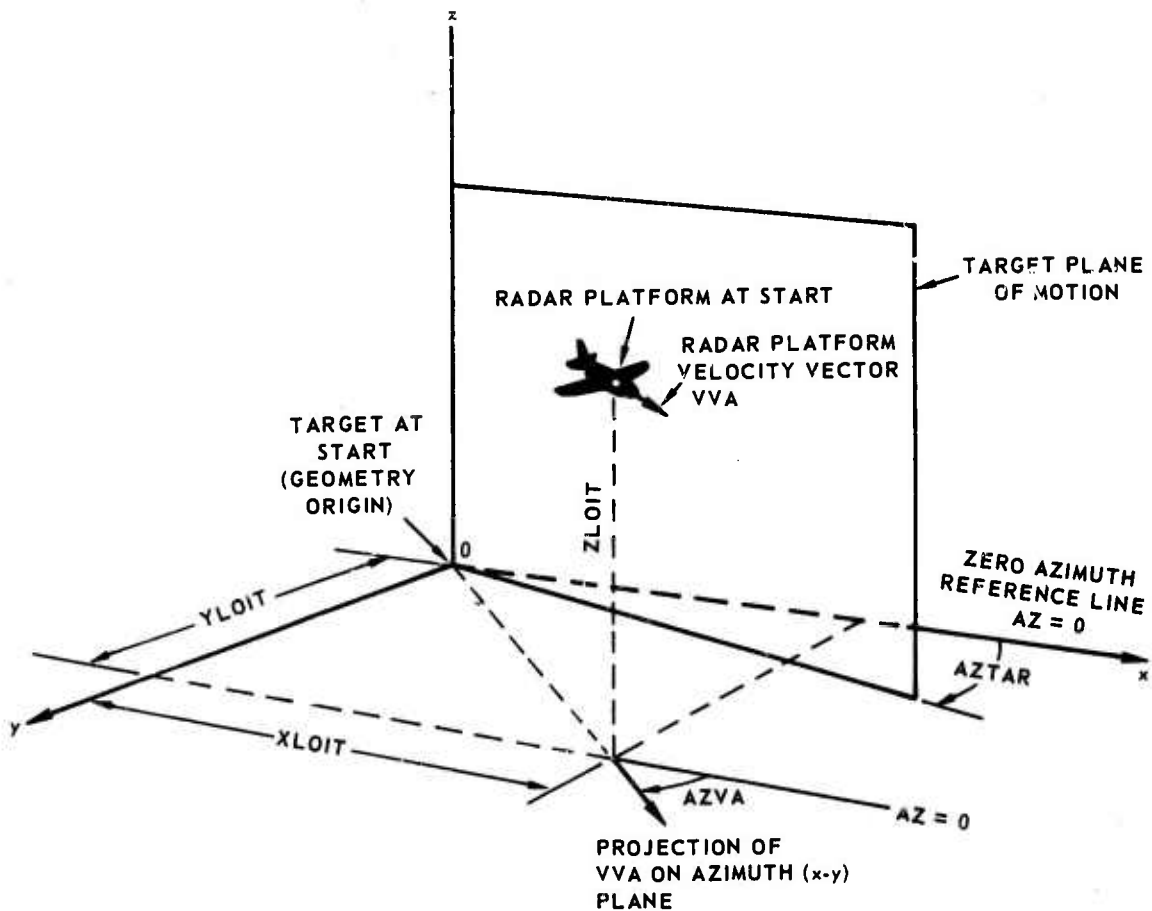 z
TARGET PLANE
OF MOTION
RADAR PLATFORM AT START
RADAR PLATFORM
VELOCITY VECTOR
VVA
TARGET AT
START
(GEOMETRY
ORIGIN)
ZLOIT
0
ZERO AZIMUTH
REFERENCE LINE
AZ = 0
YLOIT
x
AZTAR
y
XLOIT
AZVA
AZ = 0
PROJECTION OF
VVA ON AZIMUTH (x-y)
PLANE